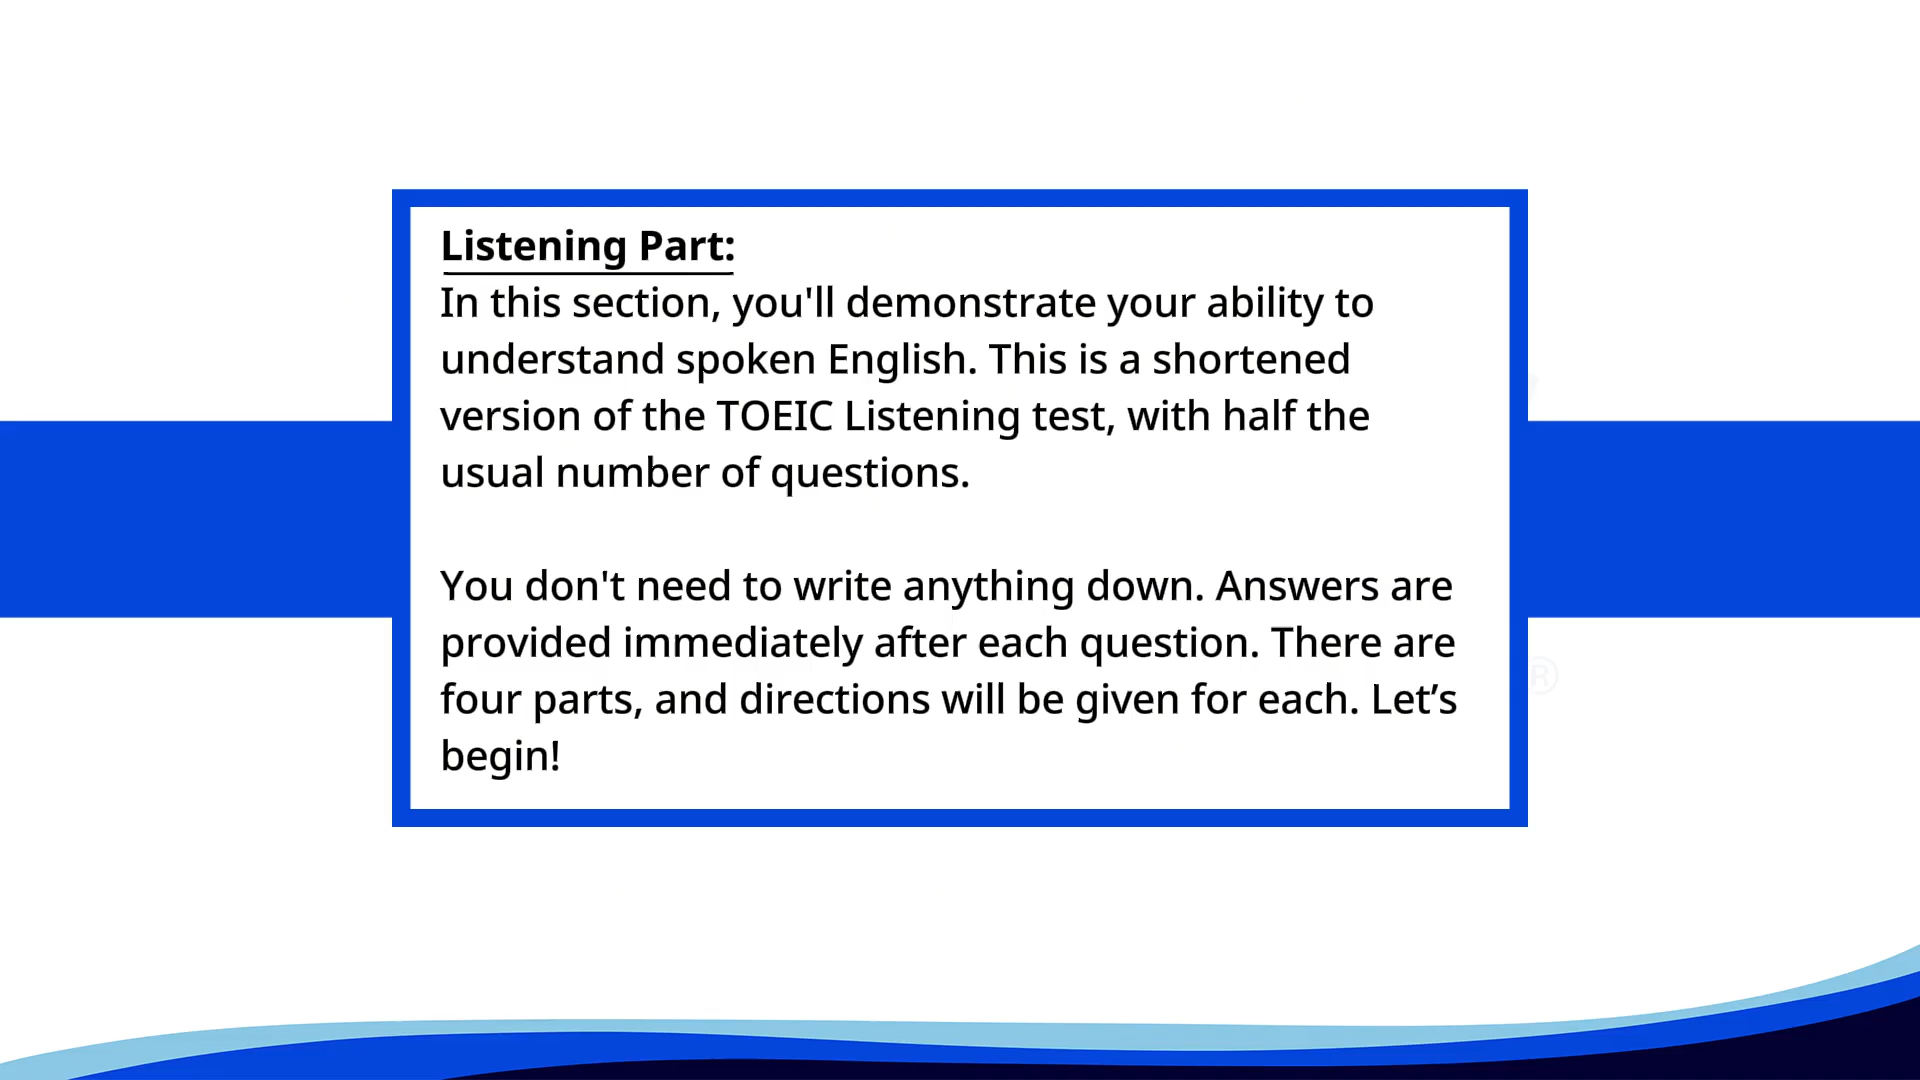 Listening Part:
In this section, you'll demonstrate your ability to
understand spoken English. This is a shortened
version of the TOEIC Listening test, with half the
usual number of questions.
You don't need to write anything down. Answers are
provided immediately after each question. There are
four parts, and directions will be given for each. Let’s
begin!
®